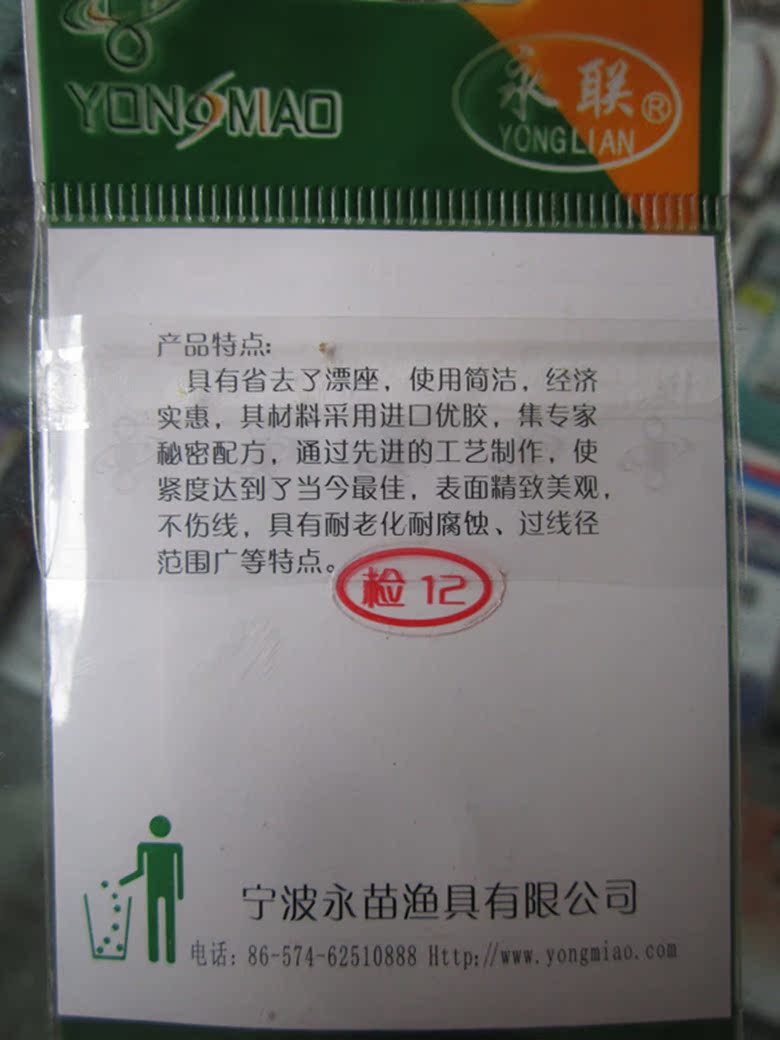 YONGMIAO
永联®
YONGLIAN
产品特点:
具有省去了漂座，使用简洁，经济
实惠，其材料采用进口优胶，集专家
秘密配方，通过先进的工艺制作，使
紧度达到了当今最佳，表面精致美观，
不伤线，具有耐老化耐腐蚀、过线径
范围广等特点。
检 12
宁波永苗渔具有限公司
电话: 86-574-62510888 Http://www.yongmiao.com